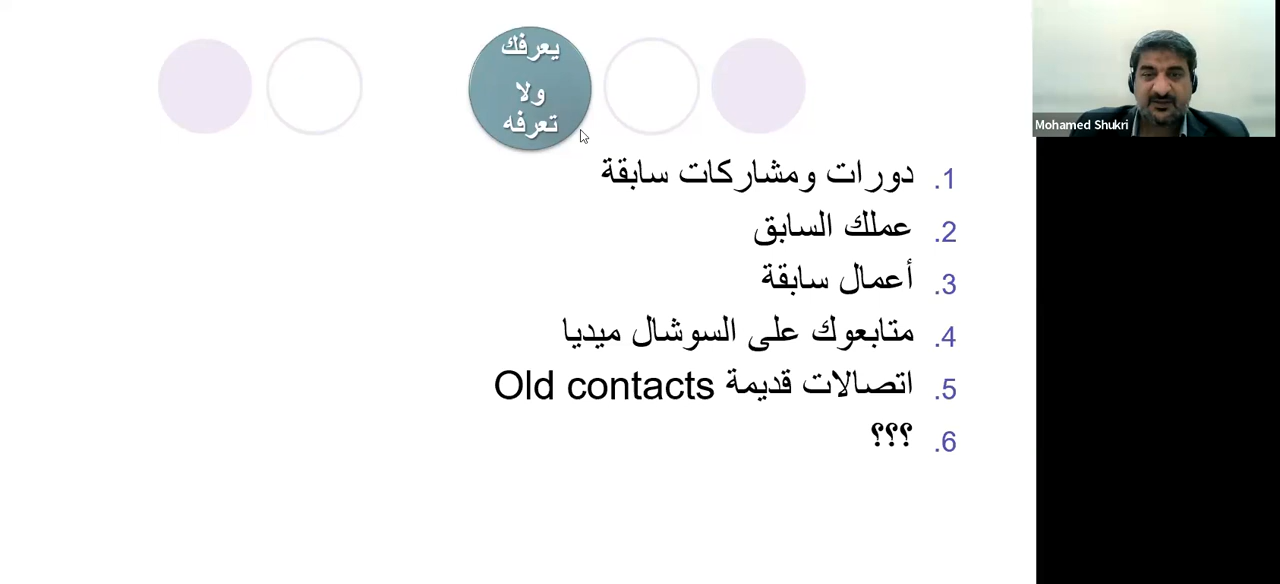 يعرفك
ولا
تعرفه
Mohamed Shukri
1. دورات ومشاركات سابقة
2. عملك السابق
3. أعمال سابقة
4. متابعوك على السوشال ميديا
5. اتصالات قديمة Old contacts
6. ؟؟؟